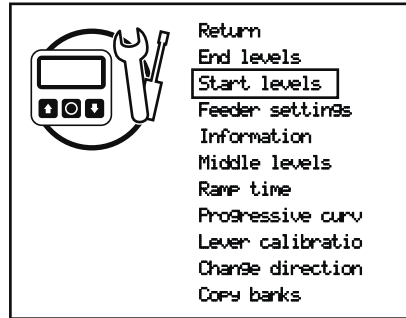 Return
End levels
Start levels
Feeder settings
Information
Middle levels
Ramp time
Progressive curv
Lever calibratio
Change direction
Copy banks